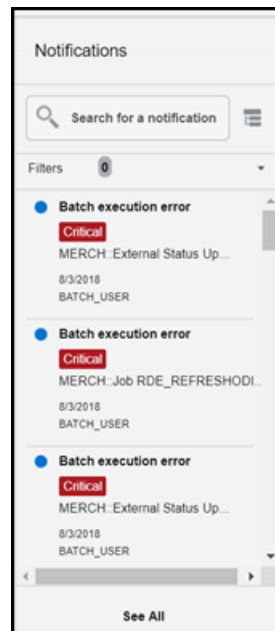 Notifications
Search for a notification
Filters 0
Batch execution error
Critical
MERCH::External Status Up...
8/3/2018
BATCH_USER
Batch execution error
Critical
MERCH::Job RDE_REFRESHODI...
8/3/2018
BATCH_USER
Batch execution error
Critical
MERCH::External Status Up...
8/3/2018
BATCH_USER
See All